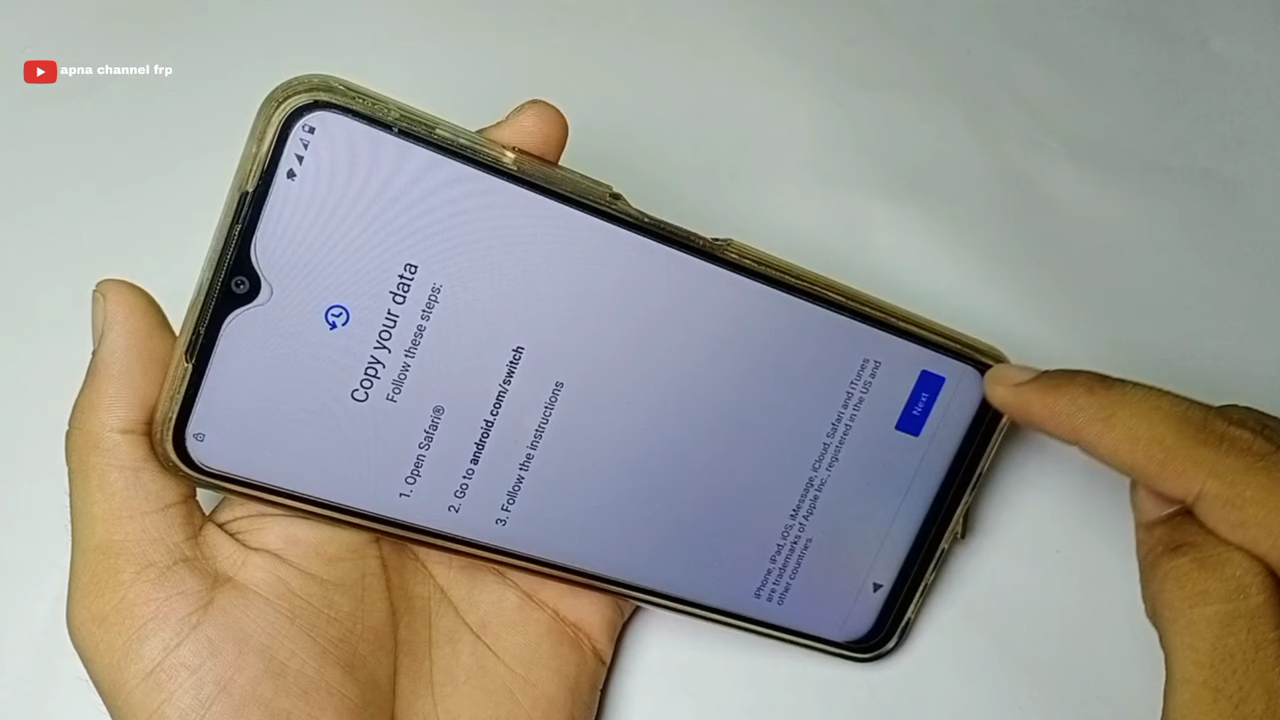 apna channel frp
Copy your data
Follow these steps:
1. Open Safari®
2. Go to android.com/switch
3. Follow the instructions
iPhone, iPad, iOS, iMessage, iCloud, Safari and iTunes
are trademarks of Apple Inc., registered in the US and
other countries.
Next